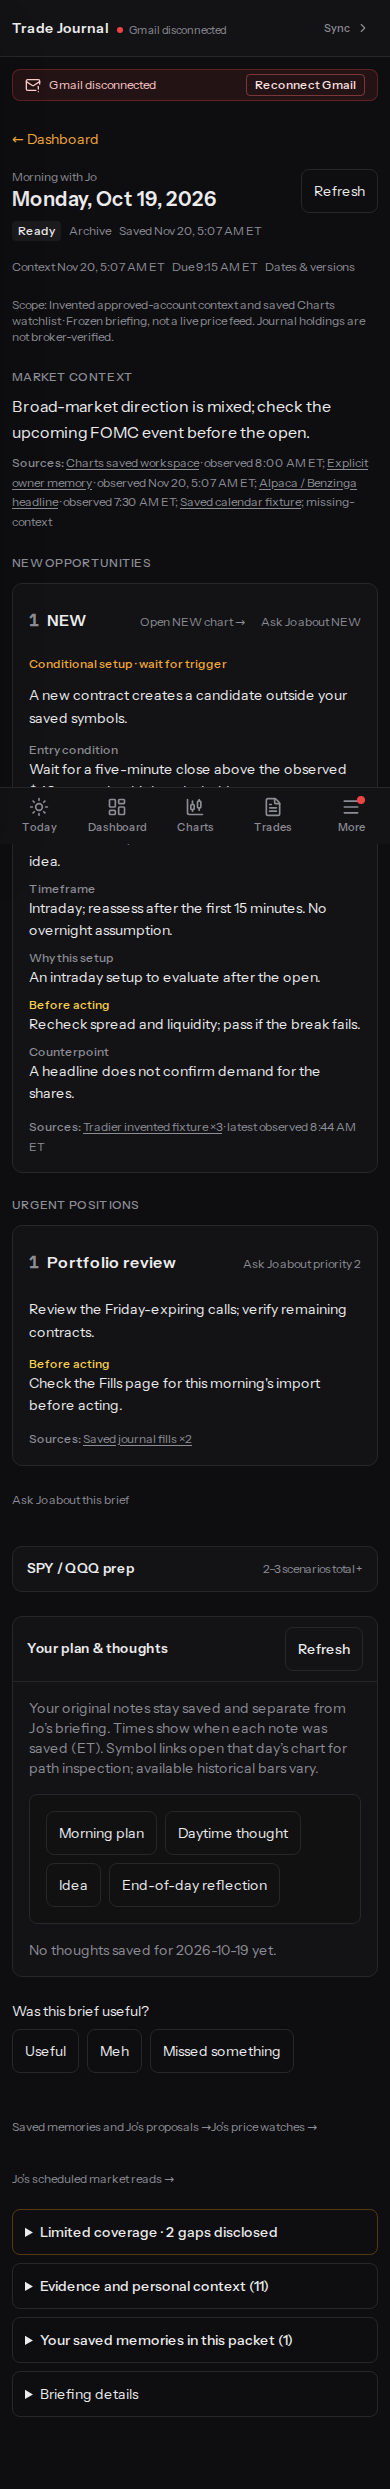 Trade Journal Gmail disconnected Sync
Gmail disconnected Reconnect Gmail
← Dashboard
Morning with Jo
Monday, Oct 19, 2026
Refresh
Ready Archive Saved Nov 20, 5:07 AM ET
Context Nov 20, 5:07 AM ET Due 9:15 AM ET Dates & versions
Scope: Invented approved-account context and saved Charts
watchlist · Frozen briefing, not a live price feed. Journal holdings are
not broker-verified.
MARKET CONTEXT
Broad-market direction is mixed; check the
upcoming FOMC event before the open.
Sources: Charts saved workspace · observed 8:00 AM ET; Explicit
owner memory · observed Nov 20, 5:07 AM ET; Alpaca / Benzinga
headline · observed 7:30 AM ET; Saved calendar fixture; missing-
context
NEW OPPORTUNITIES
1 NEW Open NEW chart → Ask Jo about NEW
Conditional setup · wait for trigger
A new contract creates a candidate outside your
saved symbols.
Entry condition
Wait for a five-minute close above the observed
Today Dashboard Charts Trades More
idea.
Timeframe
Intraday; reassess after the first 15 minutes. No
overnight assumption.
Why this setup
An intraday setup to evaluate after the open.
Before acting
Recheck spread and liquidity; pass if the break fails.
Counterpoint
A headline does not confirm demand for the
shares.
Sources: Tradier invented fixture ×3 · latest observed 8:44 AM
ET
URGENT POSITIONS
1 Portfolio review Ask Jo about priority 2
Review the Friday-expiring calls; verify remaining
contracts.
Before acting
Check the Fills page for this morning's import
before acting.
Sources: Saved journal fills ×2
Ask Jo about this brief
SPY / QQQ prep 2–3 scenarios total +
Your plan & thoughts Refresh
Your original notes stay saved and separate from
Jo's briefing. Times show when each note was
saved (ET). Symbol links open that day's chart for
path inspection; available historical bars vary.
Morning plan Daytime thought
Idea End-of-day reflection
No thoughts saved for 2026-10-19 yet.
Was this brief useful?
Useful Meh Missed something
Saved memories and Jo's proposals → Jo's price watches →
Jo's scheduled market reads →
Limited coverage · 2 gaps disclosed
Evidence and personal context (11)
Your saved memories in this packet (1)
Briefing details